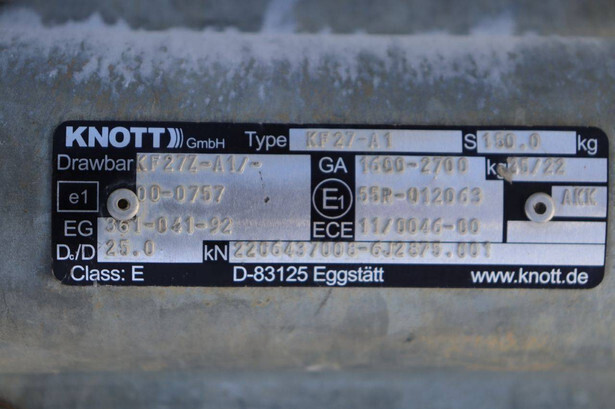 KNOTT GmbH Type KF27-A1 S 150.0 kg
Drawbar KF27Z-A1/- GA 1600-2700 kg 26/22
e1 00-0757 E1 55R-012063 AKK
EG 361-041-92 ECE 11/0046-00
Dc/D 25.0 kN 2206437008-6J2875.001
Class: E D-83125 Eggstätt www.knott.de